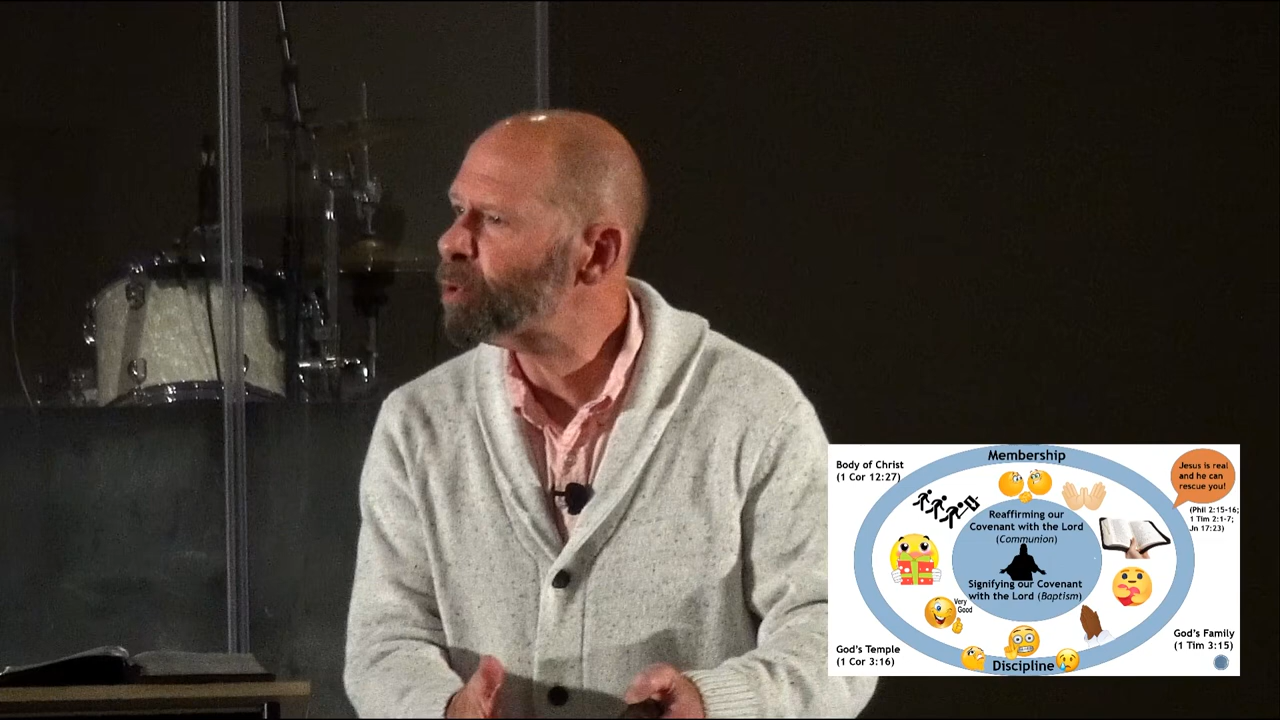 Membership
Body of Christ
(1 Cor 12:27)
Jesus is real
and he can
rescue you!
(Phil 2:15-16;
1 Tim 2:1-7;
Jn 17:23)
Reaffirming our
Covenant with the Lord
(Communion)
Signifying our Covenant
with the Lord (Baptism)
Very
Good
God's Temple
(1 Cor 3:16)
God's Family
(1 Tim 3:15)
Discipline